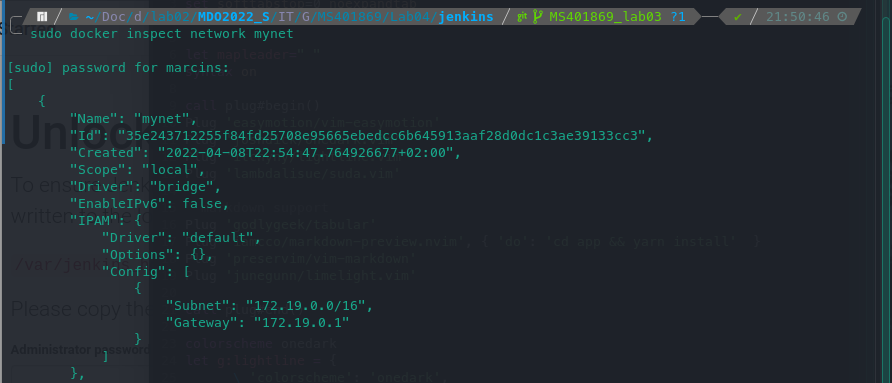 ~/Doc/d/lab02/MDO2022_S/IT/G/MS401869/Lab04/jenkins MS401869_lab03 ?1 ✔ 21:50:46
sudo docker inspect network mynet
[sudo] password for marcins:
[
{
"Name": "mynet",
"Id": "35e243712255f84fd25708e95665ebedcc6b645913aaf28d0dc1c3ae39133cc3",
"Created": "2022-04-08T22:54:47.764926677+02:00",
"Scope": "local",
"Driver": "bridge",
"EnableIPv6": false,
"IPAM": {
"Driver": "default",
"Options": {},
"Config": [
{
"Subnet": "172.19.0.0/16",
"Gateway": "172.19.0.1"
}
]
},